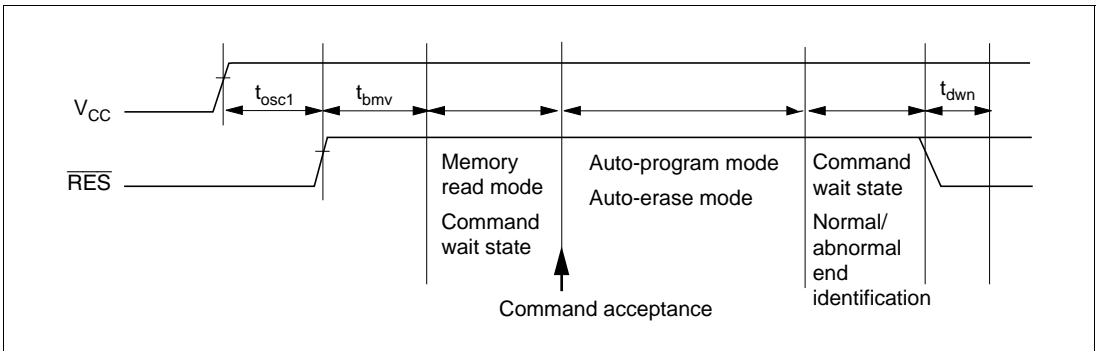 tosc1
tbmv
tdwn
VCC
RES
Memory
read mode
Command
wait state
Auto-program mode
Auto-erase mode
Command
wait state
Normal/
abnormal
end
identification
Command acceptance